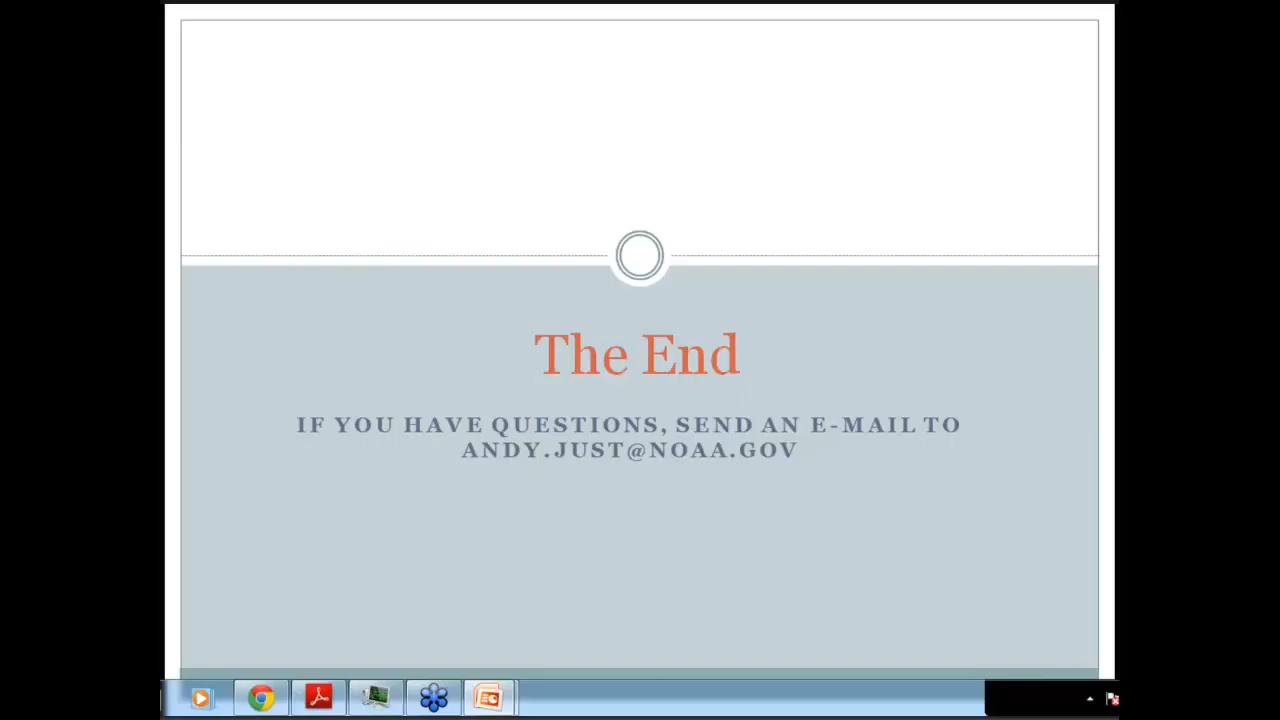 The End
IF YOU HAVE QUESTIONS, SEND AN E-MAIL TO
ANDY.JUST@NOAA.GOV